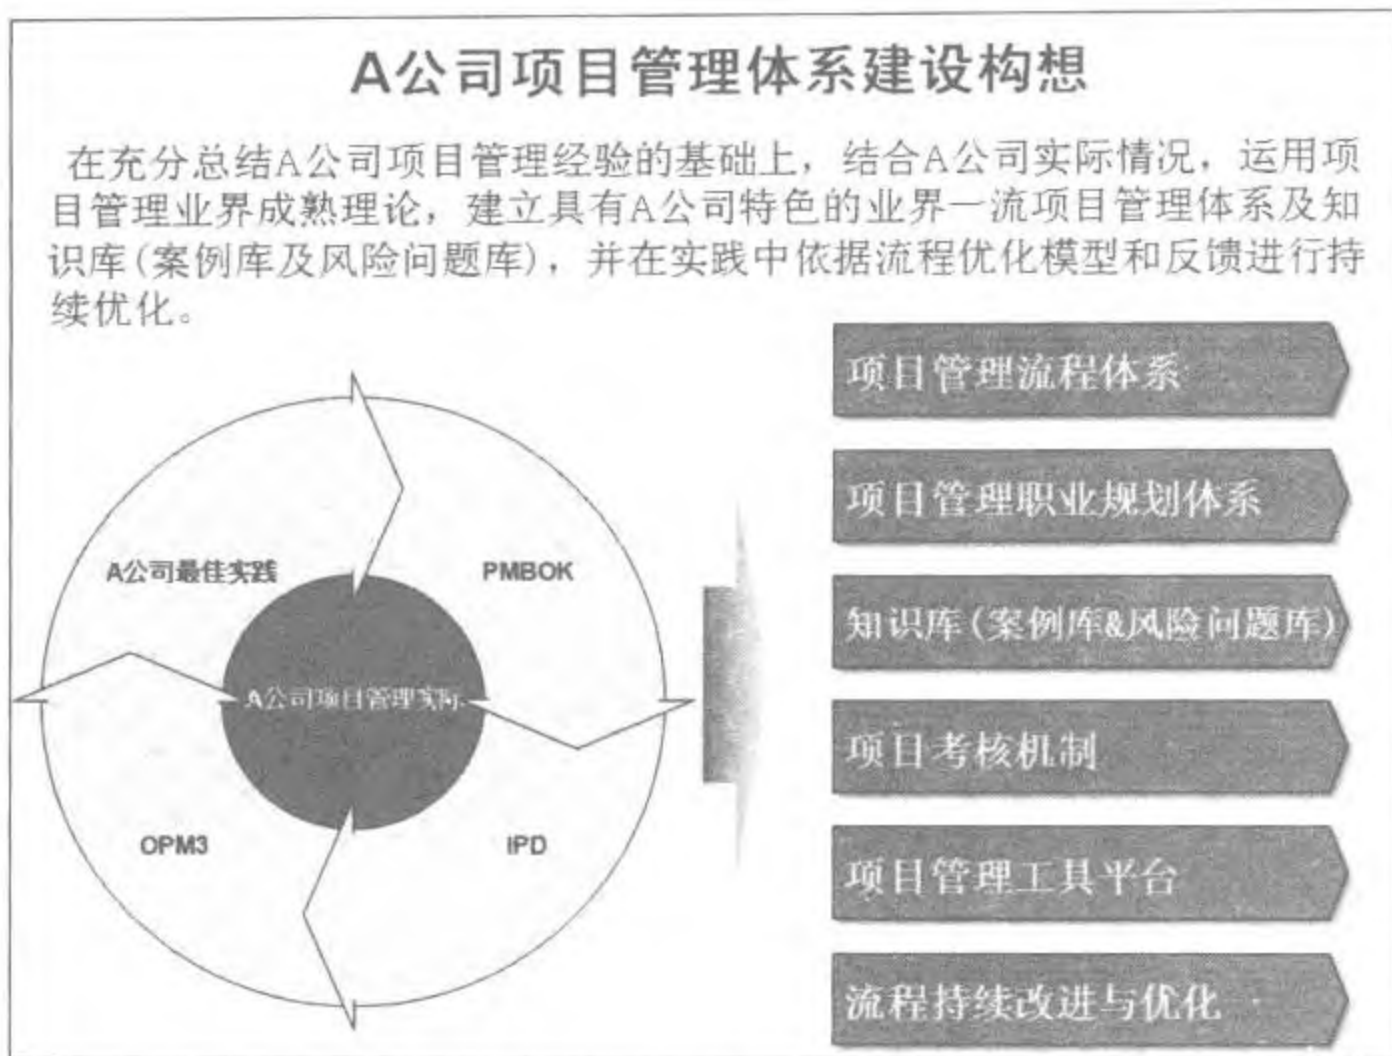 A公司项目管理体系建设构想
在充分总结A公司项目管理经验的基础上，结合A公司实际情况，运用项
目管理业界成熟理论，建立具有A公司特色的业界一流项目管理体系及知
识库(案例库及风险问题库)，并在实践中依据流程优化模型和反馈进行持
续优化。
A公司最佳实践
PMBOK
A公司项目管理实际
OPM3
IPD
项目管理流程体系
项目管理职业规划体系
知识库(案例库&风险问题库)
项目考核机制
项目管理工具平台
流程持续改进与优化